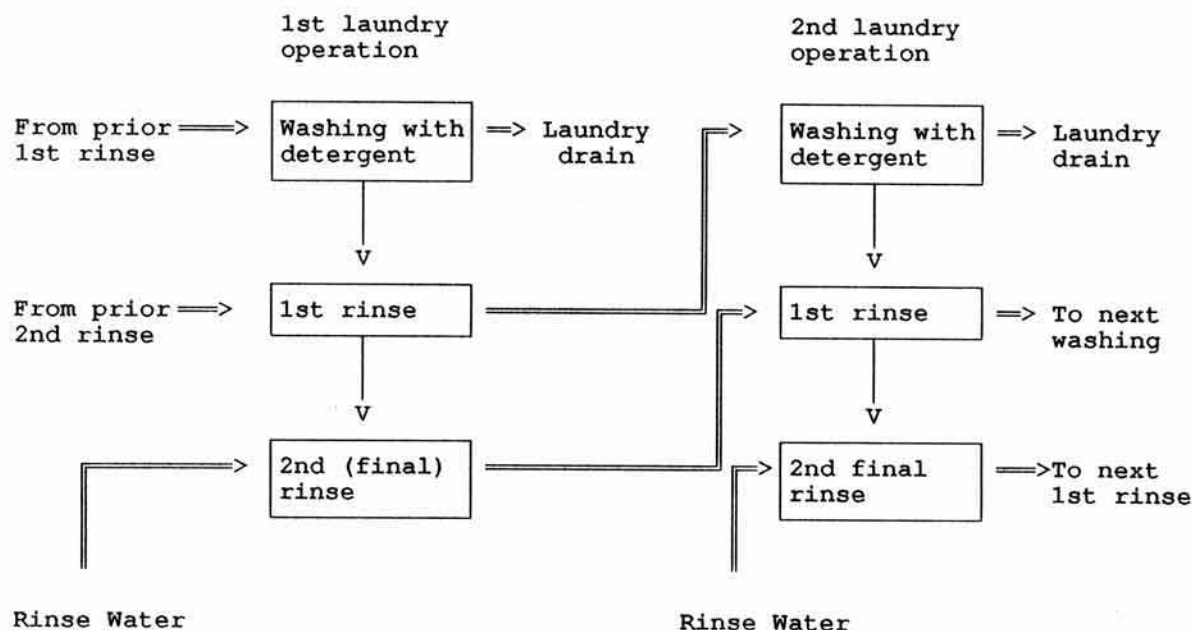 1st laundry
operation
2nd laundry
operation
From prior
1st rinse
Washing with
detergent
Laundry
drain
Washing with
detergent
Laundry
drain
V
V
From prior
2nd rinse
1st rinse
1st rinse
To next
washing
V
V
2nd (final)
rinse
2nd final
rinse
To next
1st rinse
Rinse Water
Rinse Water